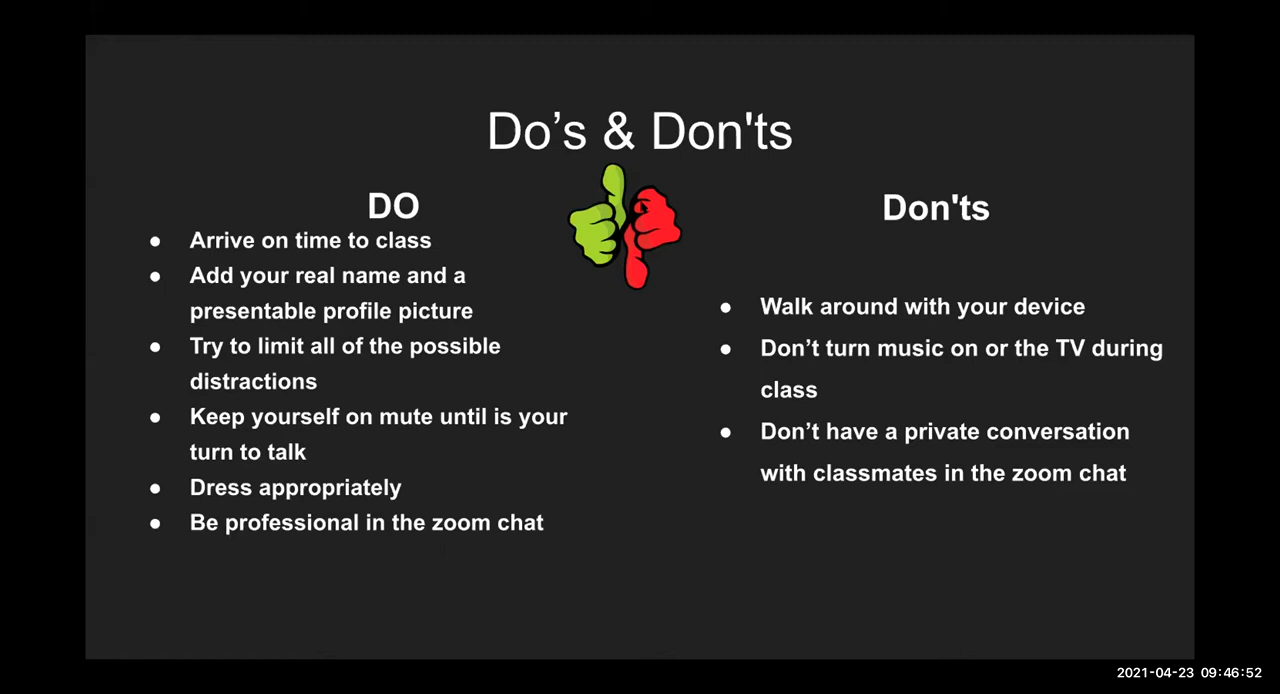 Do’s & Don'ts
DO
● Arrive on time to class
● Add your real name and a
presentable profile picture
● Try to limit all of the possible
distractions
● Keep yourself on mute until is your
turn to talk
● Dress appropriately
● Be professional in the zoom chat
Don'ts
● Walk around with your device
● Don’t turn music on or the TV during
class
● Don’t have a private conversation
with classmates in the zoom chat
2021-04-23 09:46:52